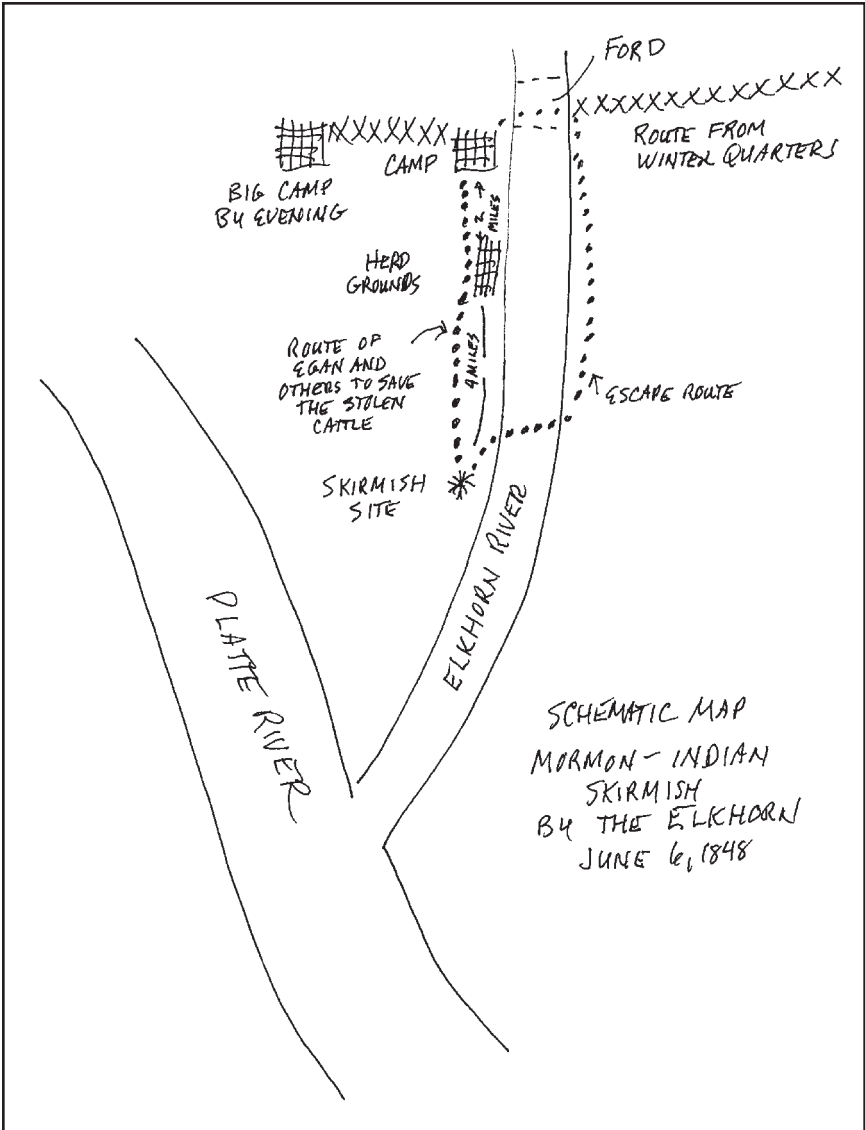 FORD
ROUTE FROM
WINTER QUARTERS
CAMP
BIG CAMP
BY EVENING
2
MILES
HERD
GROUNDS
ROUTE OF
EGAN AND
OTHERS TO SAVE
THE STOLEN
CATTLE
4 MILES
ESCAPE ROUTE
SKIRMISH
SITE
ELKHORN RIVER
PLATTE RIVER
SCHEMATIC MAP
MORMON - INDIAN
SKIRMISH
BY THE ELKHORN
JUNE 6, 1848